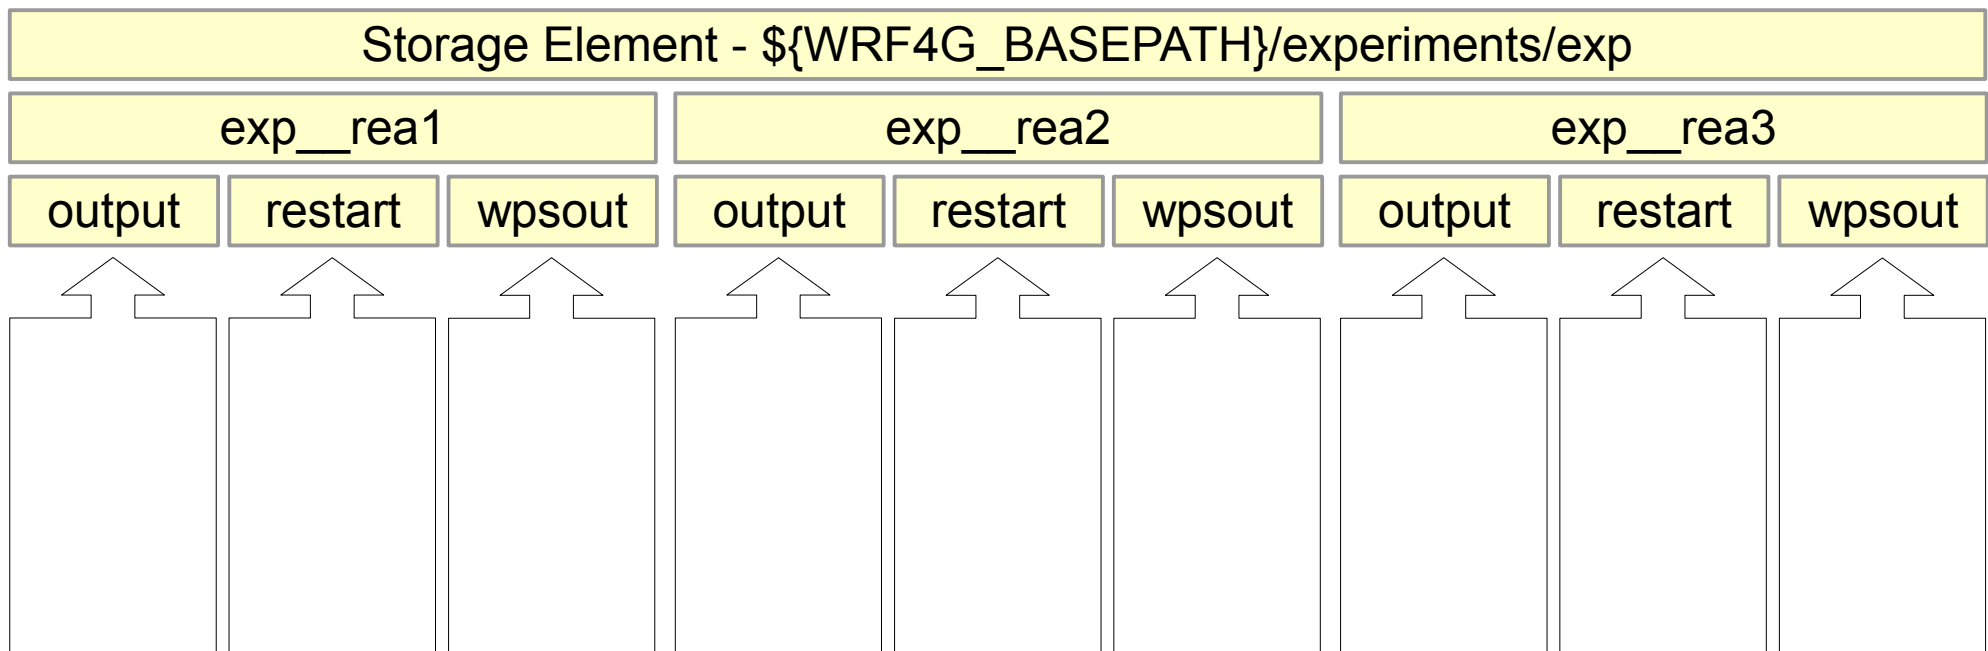 Storage Element - ${WRF4G_BASEPATH}/experiments/exp
exp__rea1 exp__rea2 exp__rea3
output restart wpsout output restart wpsout output restart wpsout